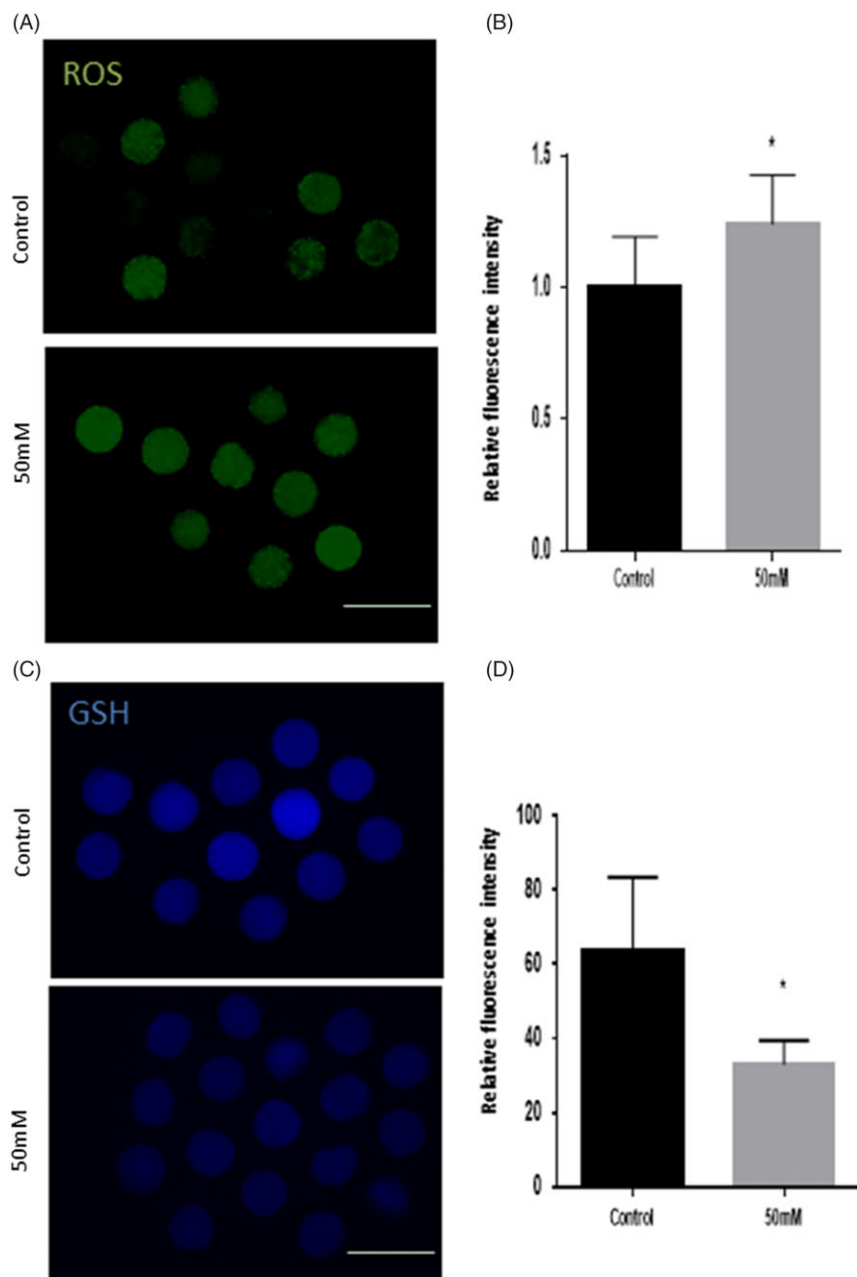 (A)
ROS
Control
50mM
(B)
*
Relative fluorescence intensity
1.5
1.0
0.5
0.0
Control
50mM
(C)
GSH
Control
50mM
(D)
*
Relative fluorescence intensity
100
80
60
40
20
0
Control
50mM